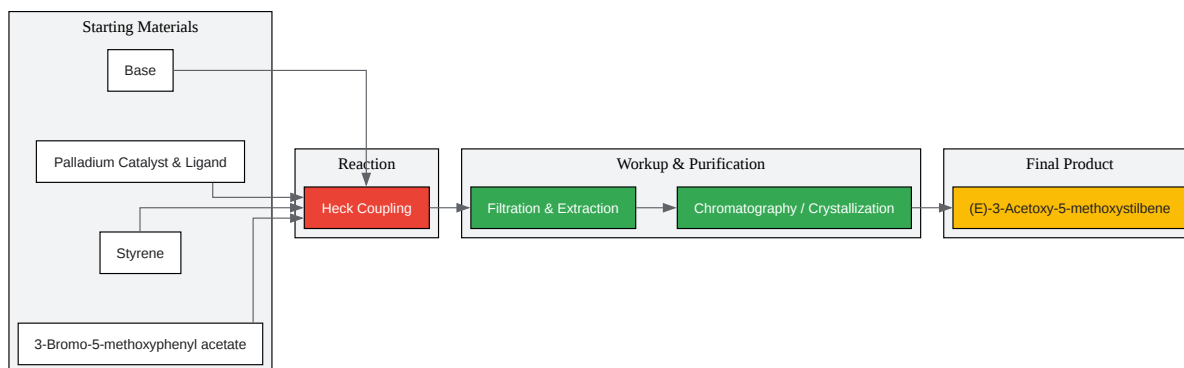 Starting Materials
Base
Palladium Catalyst & Ligand
Styrene
3-Bromo-5-methoxyphenyl acetate
Reaction
Heck Coupling
Workup & Purification
Filtration & Extraction
Chromatography / Crystallization
Final Product
(E)-3-Acetoxy-5-methoxystilbene